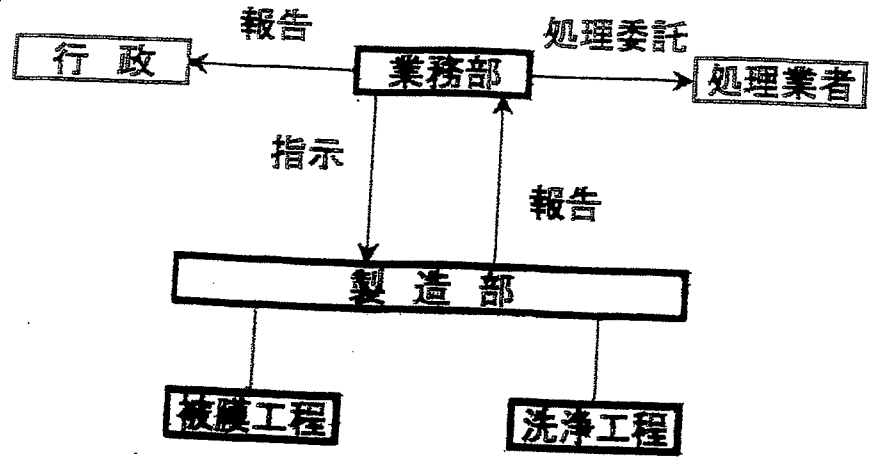 報告
処理委託
行政
業務部
処理業者
指示
報告
製造部
被膜工程
洗浄工程